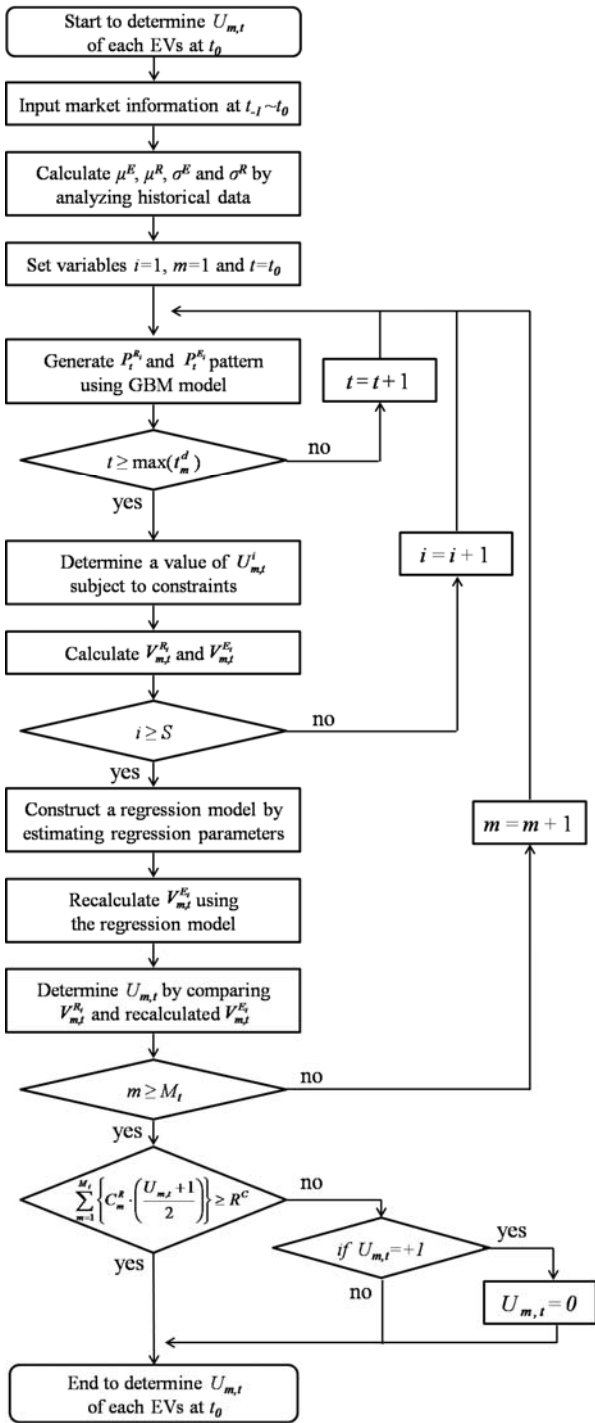 Start to determine U_{m,t}
of each EVs at t_0
Input market information at t_{-1}~t_0
Calculate μ^E, μ^R, σ^E and σ^R by
analyzing historical data
Set variables i=1, m=1 and t=t_0
Generate P_t^{R_i} and P_t^{E_i} pattern
using GBM model
t = t + 1
t ≥ max(t_m^d)
no
yes
Determine a value of U_{m,t}^i
subject to constraints
i = i + 1
Calculate V_{m,t}^{R_i} and V_{m,t}^{E_i}
i ≥ S
no
yes
Construct a regression model by
estimating regression parameters
m = m + 1
Recalculate V_{m,t}^{E_i} using
the regression model
Determine U_{m,t} by comparing
V_{m,t}^{R_i} and recalculated V_{m,t}^{E_i}
m ≥ M_t
no
yes
\sum_{m=1}^{M_t} { C_m^R · ( (U_{m,t} + 1) / 2 ) } ≥ R^C
no
yes
if U_{m,t}=+1
yes
no
U_{m,t} = 0
End to determine U_{m,t}
of each EVs at t_0